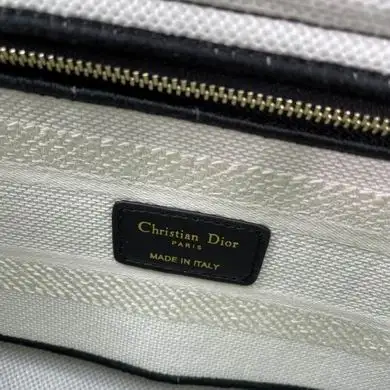 Christian Dior
PARIS
MADE IN ITALY